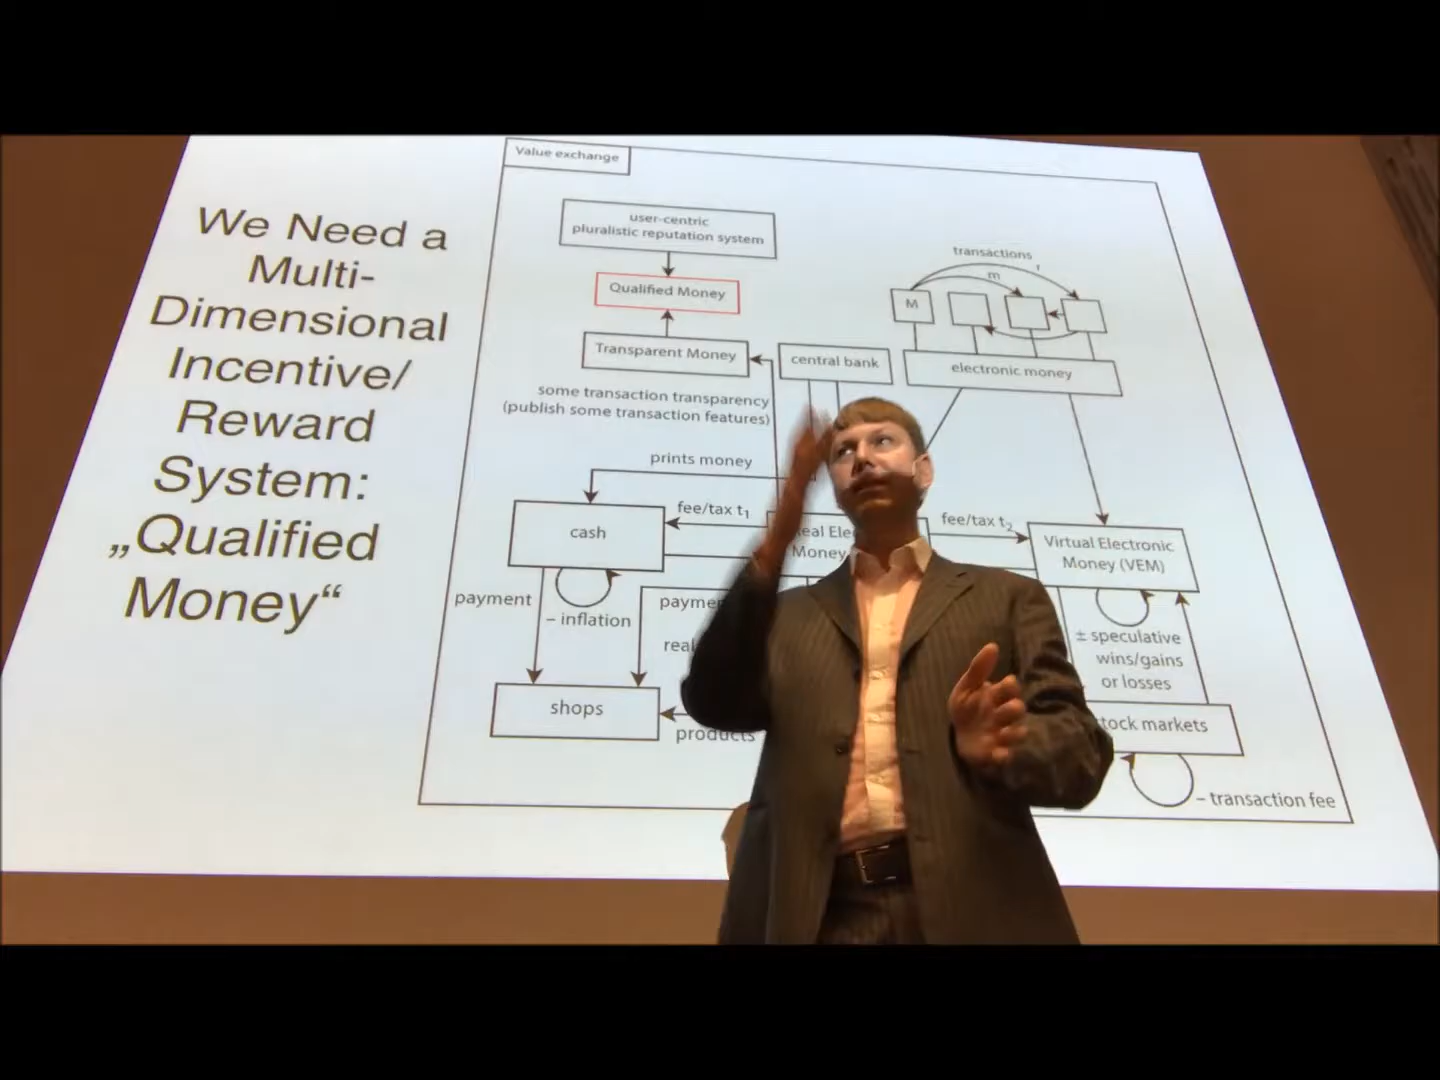 We Need a
Multi-
Dimensional
Incentive/
Reward
System:
„Qualified
Money“
Value exchange
user-centric
pluralistic reputation system
Qualified Money
Transparent Money
some transaction transparency
(publish some transaction features)
central bank
transactions
m
M
electronic money
prints money
cash
fee/tax t1
Money
fee/tax t2
Virtual Electronic
Money (VEM)
payment
– inflation
shops
products
± speculative
wins/gains
or losses
– transaction fee